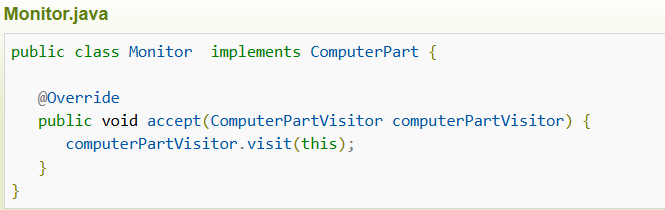 Monitor.java
public class Monitor  implements ComputerPart {
@Override
public void accept(ComputerPartVisitor computerPartVisitor) {
computerPartVisitor.visit(this);
}
}